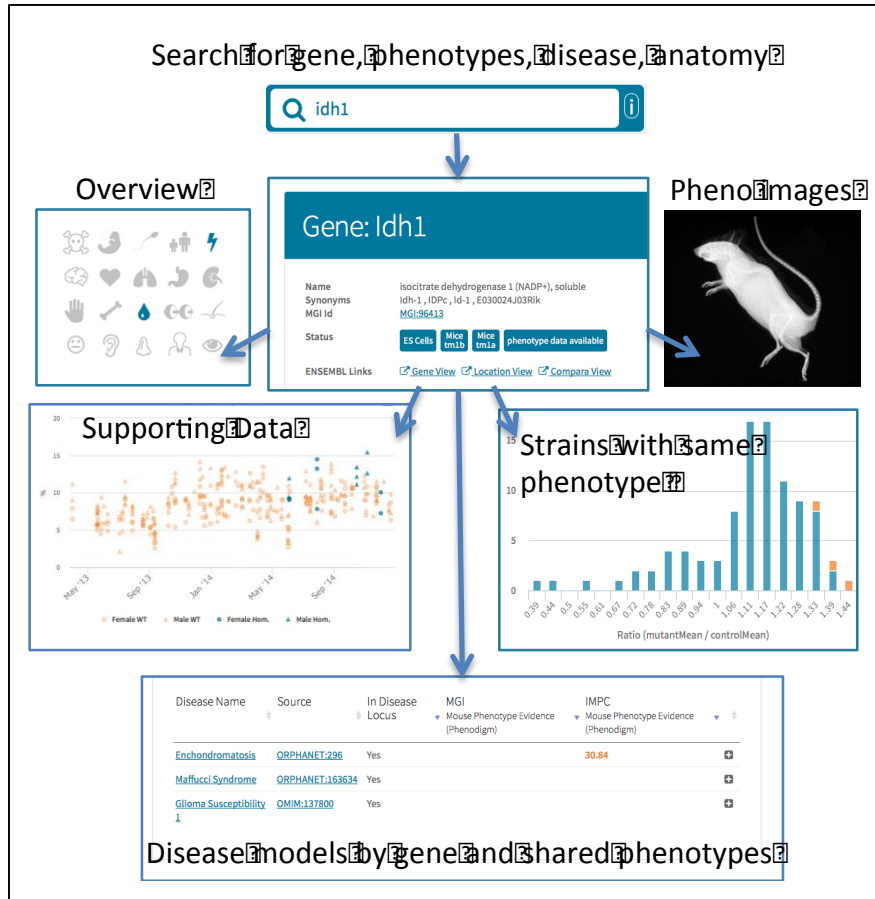 Search for gene, phenotypes, disease, anatomy
idh1
i
Overview
Pheno images
Gene: Idh1
Name isocitrate dehydrogenase 1 (NADP+), soluble
Synonyms Idh-1 , IDPc , Id-1 , E030024J03Rik
MGI Id MGI:96413
Status ES Cells Mice tm1b Mice tm1a phenotype data available
ENSEMBL Links Gene View Location View Compara View
Supporting Data
20
15
10
5
0
%
May '13 Sep '13 Jan '14 May '14 Sep '14
Female WT Male WT Female Hom. Male Hom.
Strains with same
phenotype
15
10
5
0
0.39 0.44 0.5 0.55 0.61 0.67 0.72 0.78 0.83 0.89 0.94 1 1.06 1.11 1.17 1.22 1.28 1.33 1.39 1.44
Ratio (mutantMean / controlMean)
Disease Name Source In Disease Locus MGI Mouse Phenotype Evidence (Phenodigm) IMPC Mouse Phenotype Evidence (Phenodigm)
Enchondromatosis ORPHANET:296 Yes 30.84
Maffucci Syndrome ORPHANET:163634 Yes
Glioma Susceptibility 1 OMIM:137800 Yes
Disease models by gene and shared phenotypes